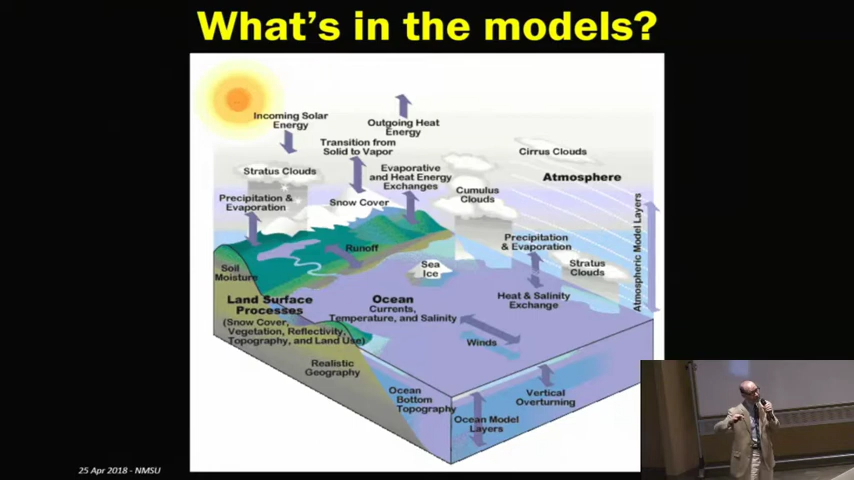 What's in the models?
Incoming Solar
Energy
Outgoing Heat
Energy
Transition from
Solid to Vapor
Cirrus Clouds
Stratus Clouds
Evaporative
and Heat Energy
Exchanges
Atmosphere
Cumulus
Clouds
Precipitation &
Evaporation
Snow Cover
Atmospheric Model Layers
Precipitation
& Evaporation
Runoff
Stratus
Clouds
Sea
Ice
Soil
Moisture
Heat & Salinity
Exchange
Land Surface
Processes
(Snow Cover,
Vegetation, Reflectivity,
Topography, and Land Use)
Ocean
Currents,
Temperature, and Salinity
Winds
Realistic
Geography
Ocean
Bottom
Topography
Vertical
Overturning
Ocean Model
Layers
25 Apr 2018 - NMSU